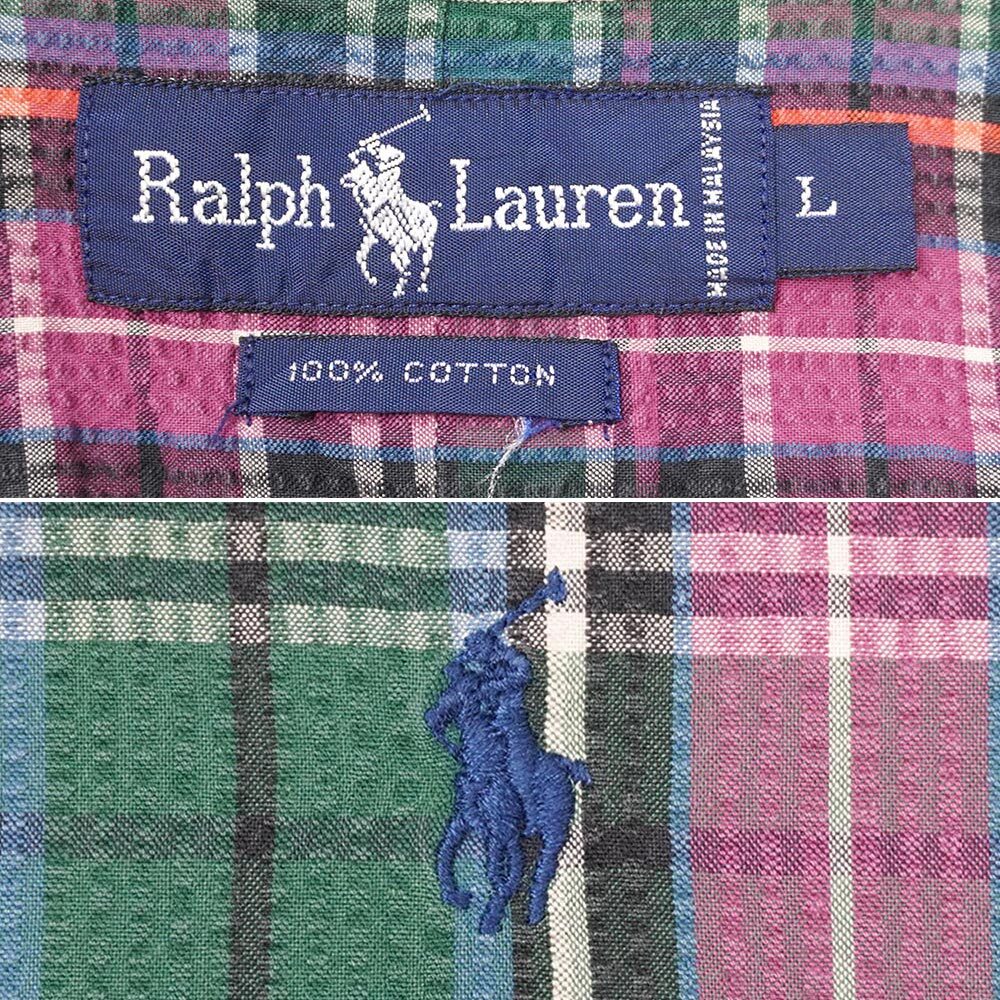 Ralph Lauren
MADE IN MALAYSIA
L
100% COTTON